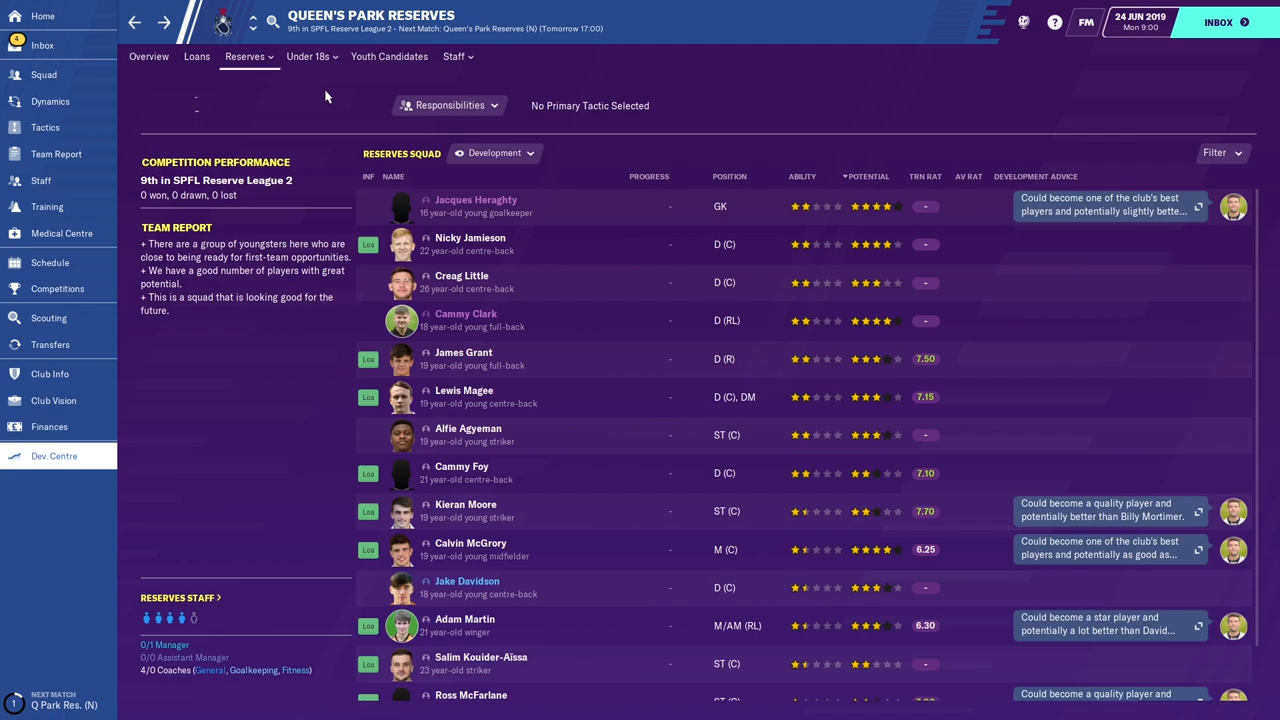 Home
QUEEN'S PARK RESERVES
9th in SPFL Reserve League 2 - Next Match: Queen's Park Reserves (N) (Tomorrow 17:00)
FM
24 JUN 2019
Mon 9:00
INBOX
4
Inbox
Squad
Dynamics
Tactics
Team Report
Staff
Training
Medical Centre
Schedule
Competitions
Scouting
Transfers
Club Info
Club Vision
Finances
Dev. Centre
1
NEXT MATCH
Q Park Res. (N)
Overview
Loans
Reserves
Under 18s
Youth Candidates
Staff
-
-
Responsibilities
No Primary Tactic Selected
COMPETITION PERFORMANCE
9th in SPFL Reserve League 2
0 won, 0 drawn, 0 lost
TEAM REPORT
+ There are a group of youngsters here who are
close to being ready for first-team opportunities.
+ We have a good number of players with great
potential.
+ This is a squad that is looking good for the
future.
RESERVES STAFF >
0/1 Manager
0/0 Assistant Manager
4/0 Coaches (General, Goalkeeping, Fitness)
RESERVES SQUAD
Development
Filter
INF NAME PROGRESS POSITION ABILITY POTENTIAL TRN RAT AV RAT DEVELOPMENT ADVICE
Jacques Heraghty
16 year-old young goalkeeper
- GK -
Could become one of the club's best
players and potentially slightly bette...
Loa
Nicky Jamieson
22 year-old centre-back
- D (C) -
Creag Little
26 year-old centre-back
- D (C) -
Cammy Clark
18 year-old young full-back
- D (RL) -
Loa
James Grant
19 year-old young full-back
- D (R) 7.50
Loa
Lewis Magee
19 year-old young centre-back
- D (C), DM 7.15
Alfie Agyeman
19 year-old young striker
- ST (C) -
Loa
Cammy Foy
21 year-old centre-back
- D (C) 7.10
Loa
Kieran Moore
19 year-old young striker
- ST (C) 7.70
Could become a quality player and
potentially better than Billy Mortimer.
Loa
Calvin McGrory
19 year-old young midfielder
- M (C) 6.25
Could become one of the club's best
players and potentially as good as...
Jake Davidson
18 year-old young centre-back
- D (C) -
Loa
Adam Martin
21 year-old winger
- M/AM (RL) 6.30
Could become a star player and
potentially a lot better than David...
Loa
Salim Kouider-Aïssa
23 year-old striker
- ST (C) -
Ross McFarlane
Could become a quality player and